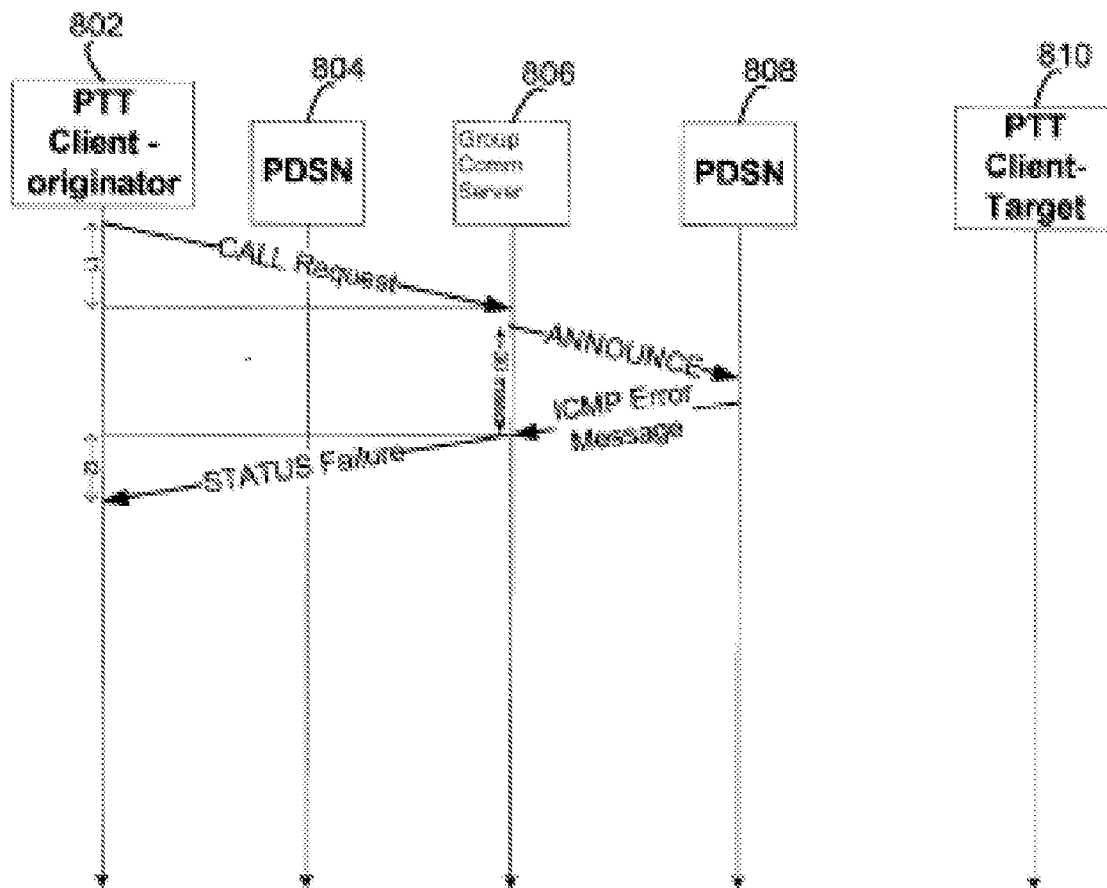 802
804
806
808
810
PTT
Client -
originator
PDSN
Group
Comm
Server
PDSN
PTT
Client-
Target
CALL Request
ANNOUNCE
ICMP Error
Message
STATUS Failure